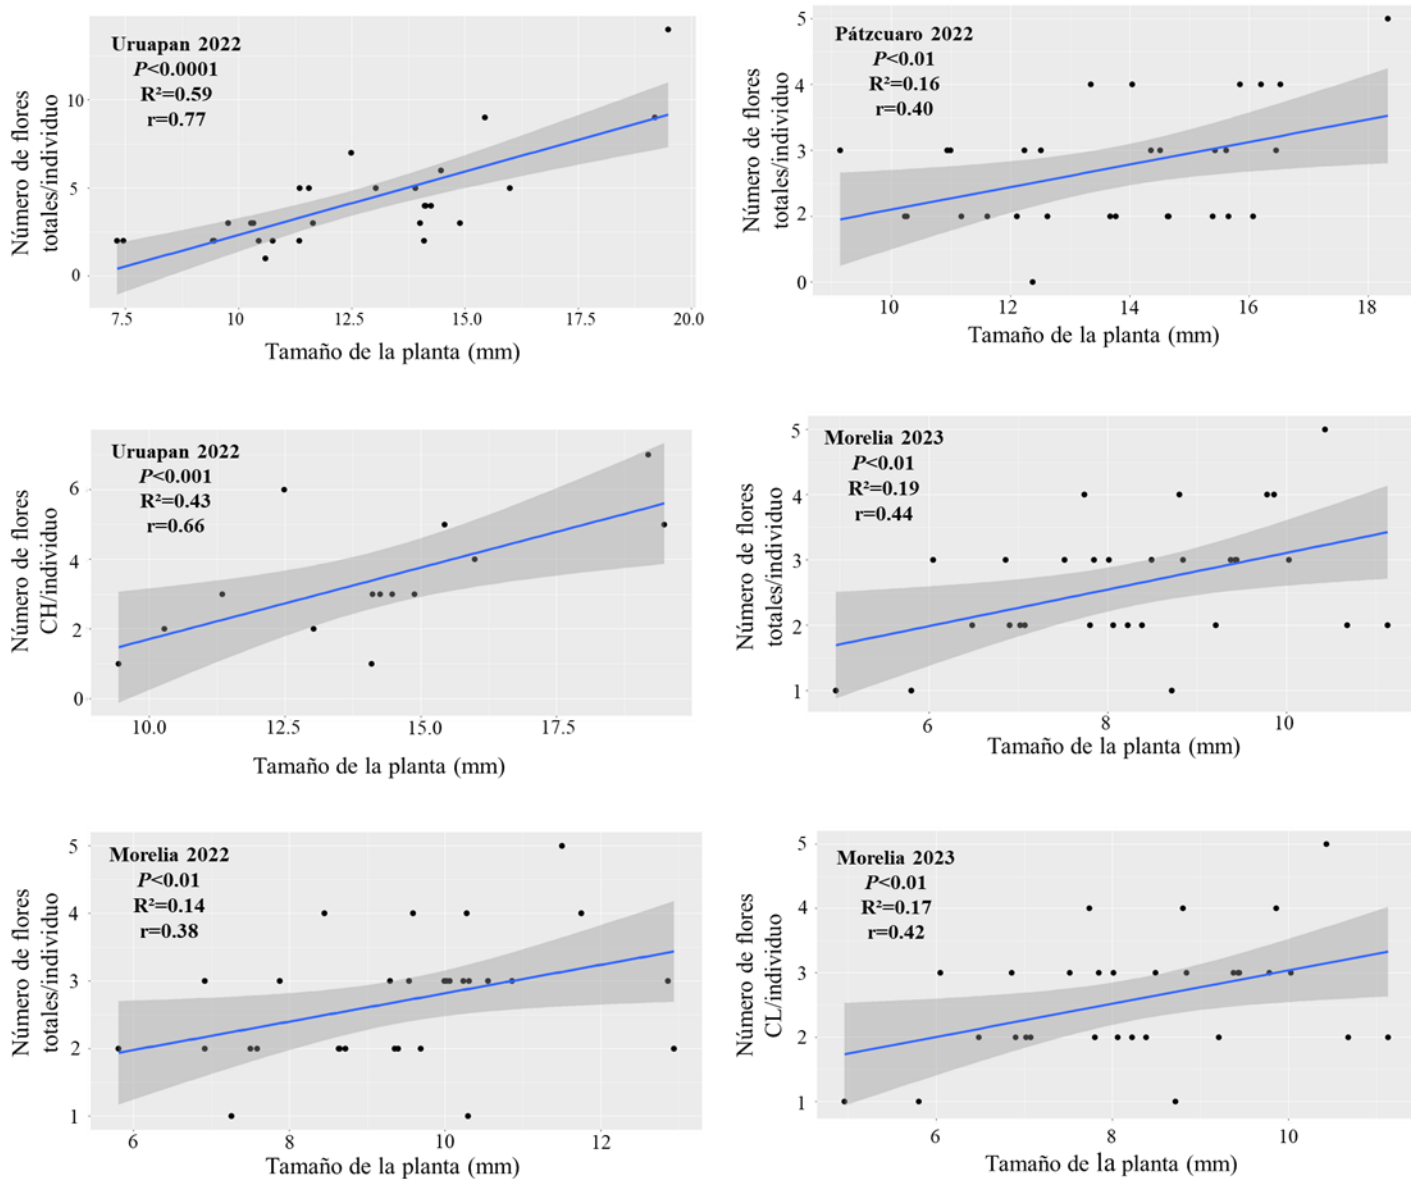 Uruapan 2022
P<0.0001
R²=0.59
r=0.77
Número de flores
totales/individuo
10
5
0
7.5
10
12.5
15.0
17.5
20.0
Tamaño de la planta (mm)
Pátzcuaro 2022
P<0.01
R²=0.16
r=0.40
Número de flores
totales/individuo
5
4
3
2
0
10
12
14
16
18
Tamaño de la planta (mm)
Uruapan 2022
P<0.001
R²=0.43
r=0.66
Número de flores
CH/individuo
6
4
2
0
10.0
12.5
15.0
17.5
Tamaño de la planta (mm)
Morelia 2023
P<0.01
R²=0.19
r=0.44
Número de flores
totales/individuo
5
4
3
2
1
6
8
10
Tamaño de la planta (mm)
Morelia 2022
P<0.01
R²=0.14
r=0.38
Número de flores
totales/individuo
5
4
3
2
1
6
8
10
12
Tamaño de la planta (mm)
Morelia 2023
P<0.01
R²=0.17
r=0.42
Número de flores
CL/individuo
5
4
3
2
1
6
8
10
Tamaño de la planta (mm)